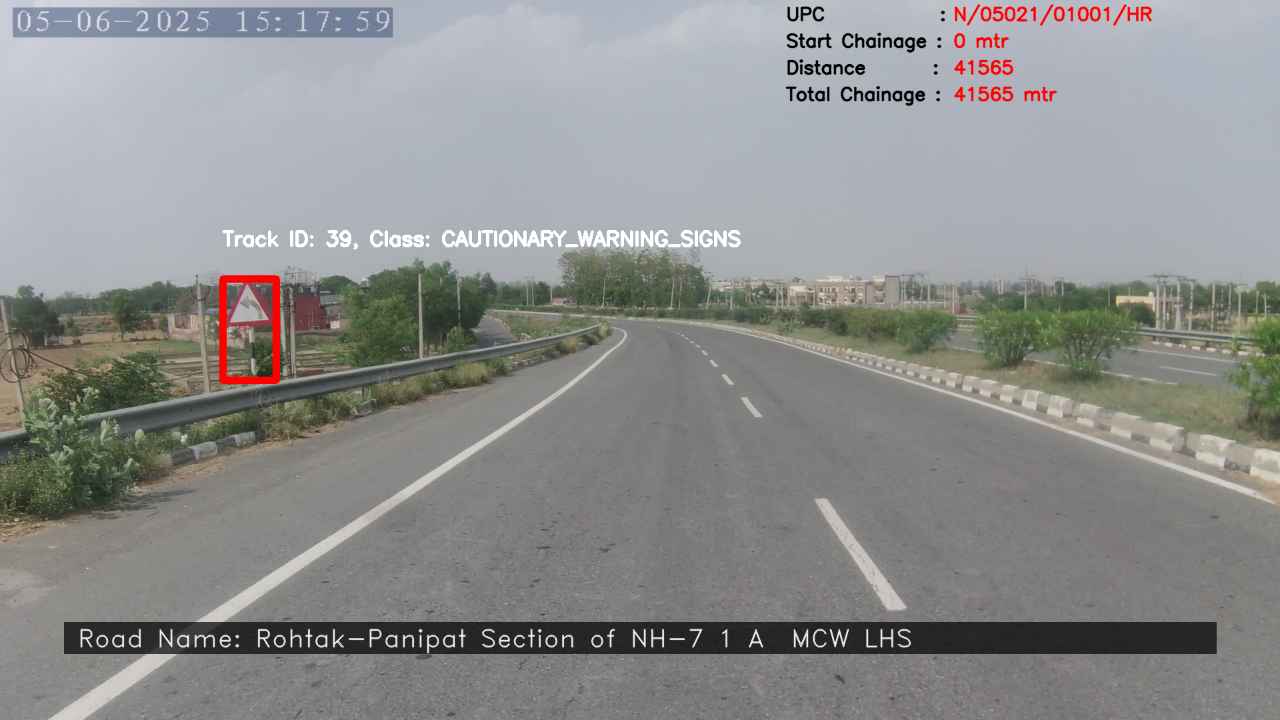 05-06-2025 15:17:59
UPC : N/05021/01001/HR
Start Chainage : 0 mtr
Distance : 41565
Total Chainage : 41565 mtr
Track ID: 39, Class: CAUTIONARY_WARNING_SIGNS
Road Name: Rohtak-Panipat Section of NH-7 1 A MCW LHS